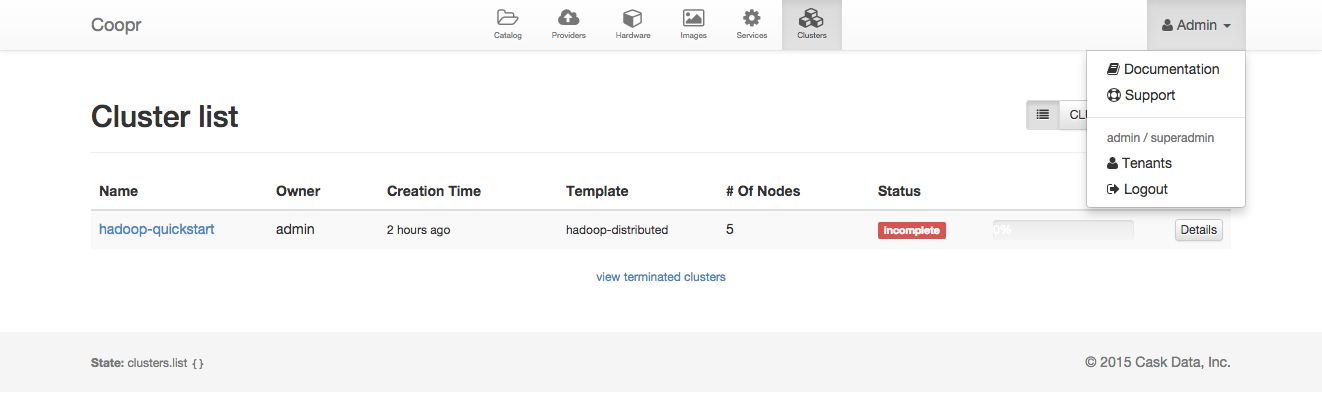 Coopr
Catalog
Providers
Hardware
Images
Services
Clusters
Admin
Documentation
Support
admin / superadmin
Tenants
Logout
Cluster list
Name Owner Creation Time Template # Of Nodes Status
hadoop-quickstart admin 2 hours ago hadoop-distributed 5 Incomplete 0% Details
view terminated clusters
State: clusters.list {}
© 2015 Cask Data, Inc.